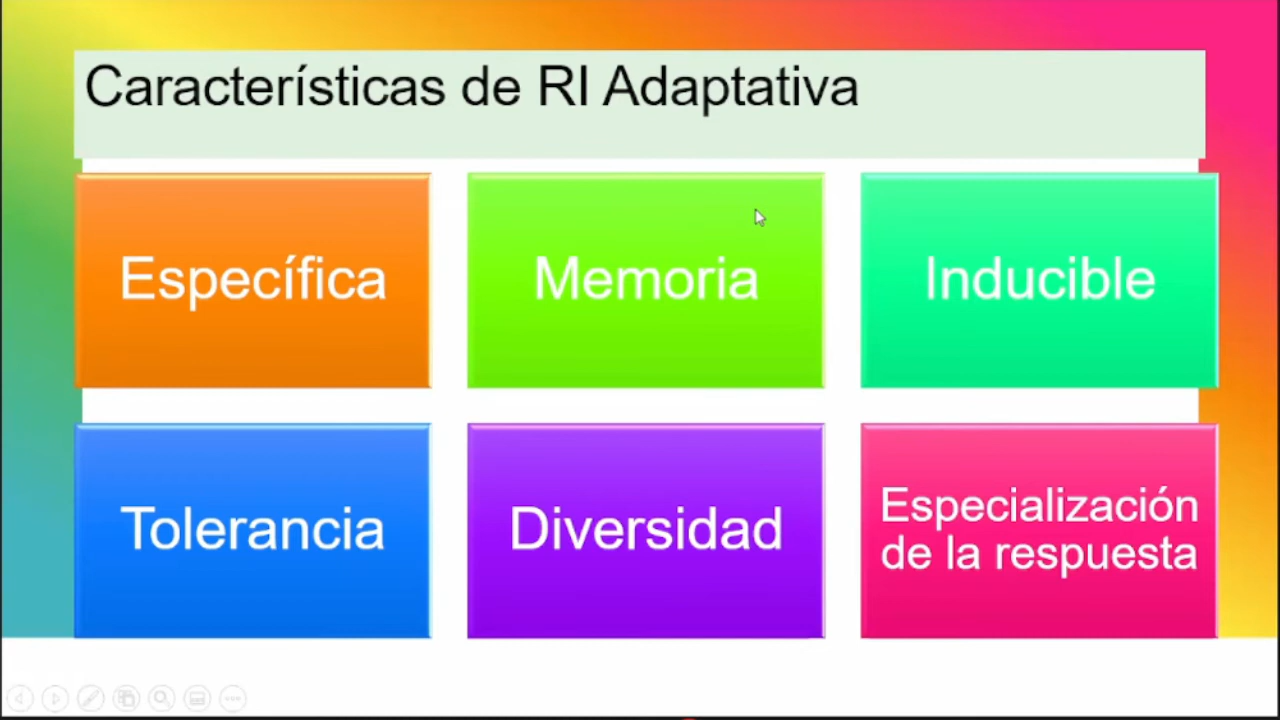 Características de RI Adaptativa
Específica
Memoria
Inducible
Tolerancia
Diversidad
Especialización
de la respuesta